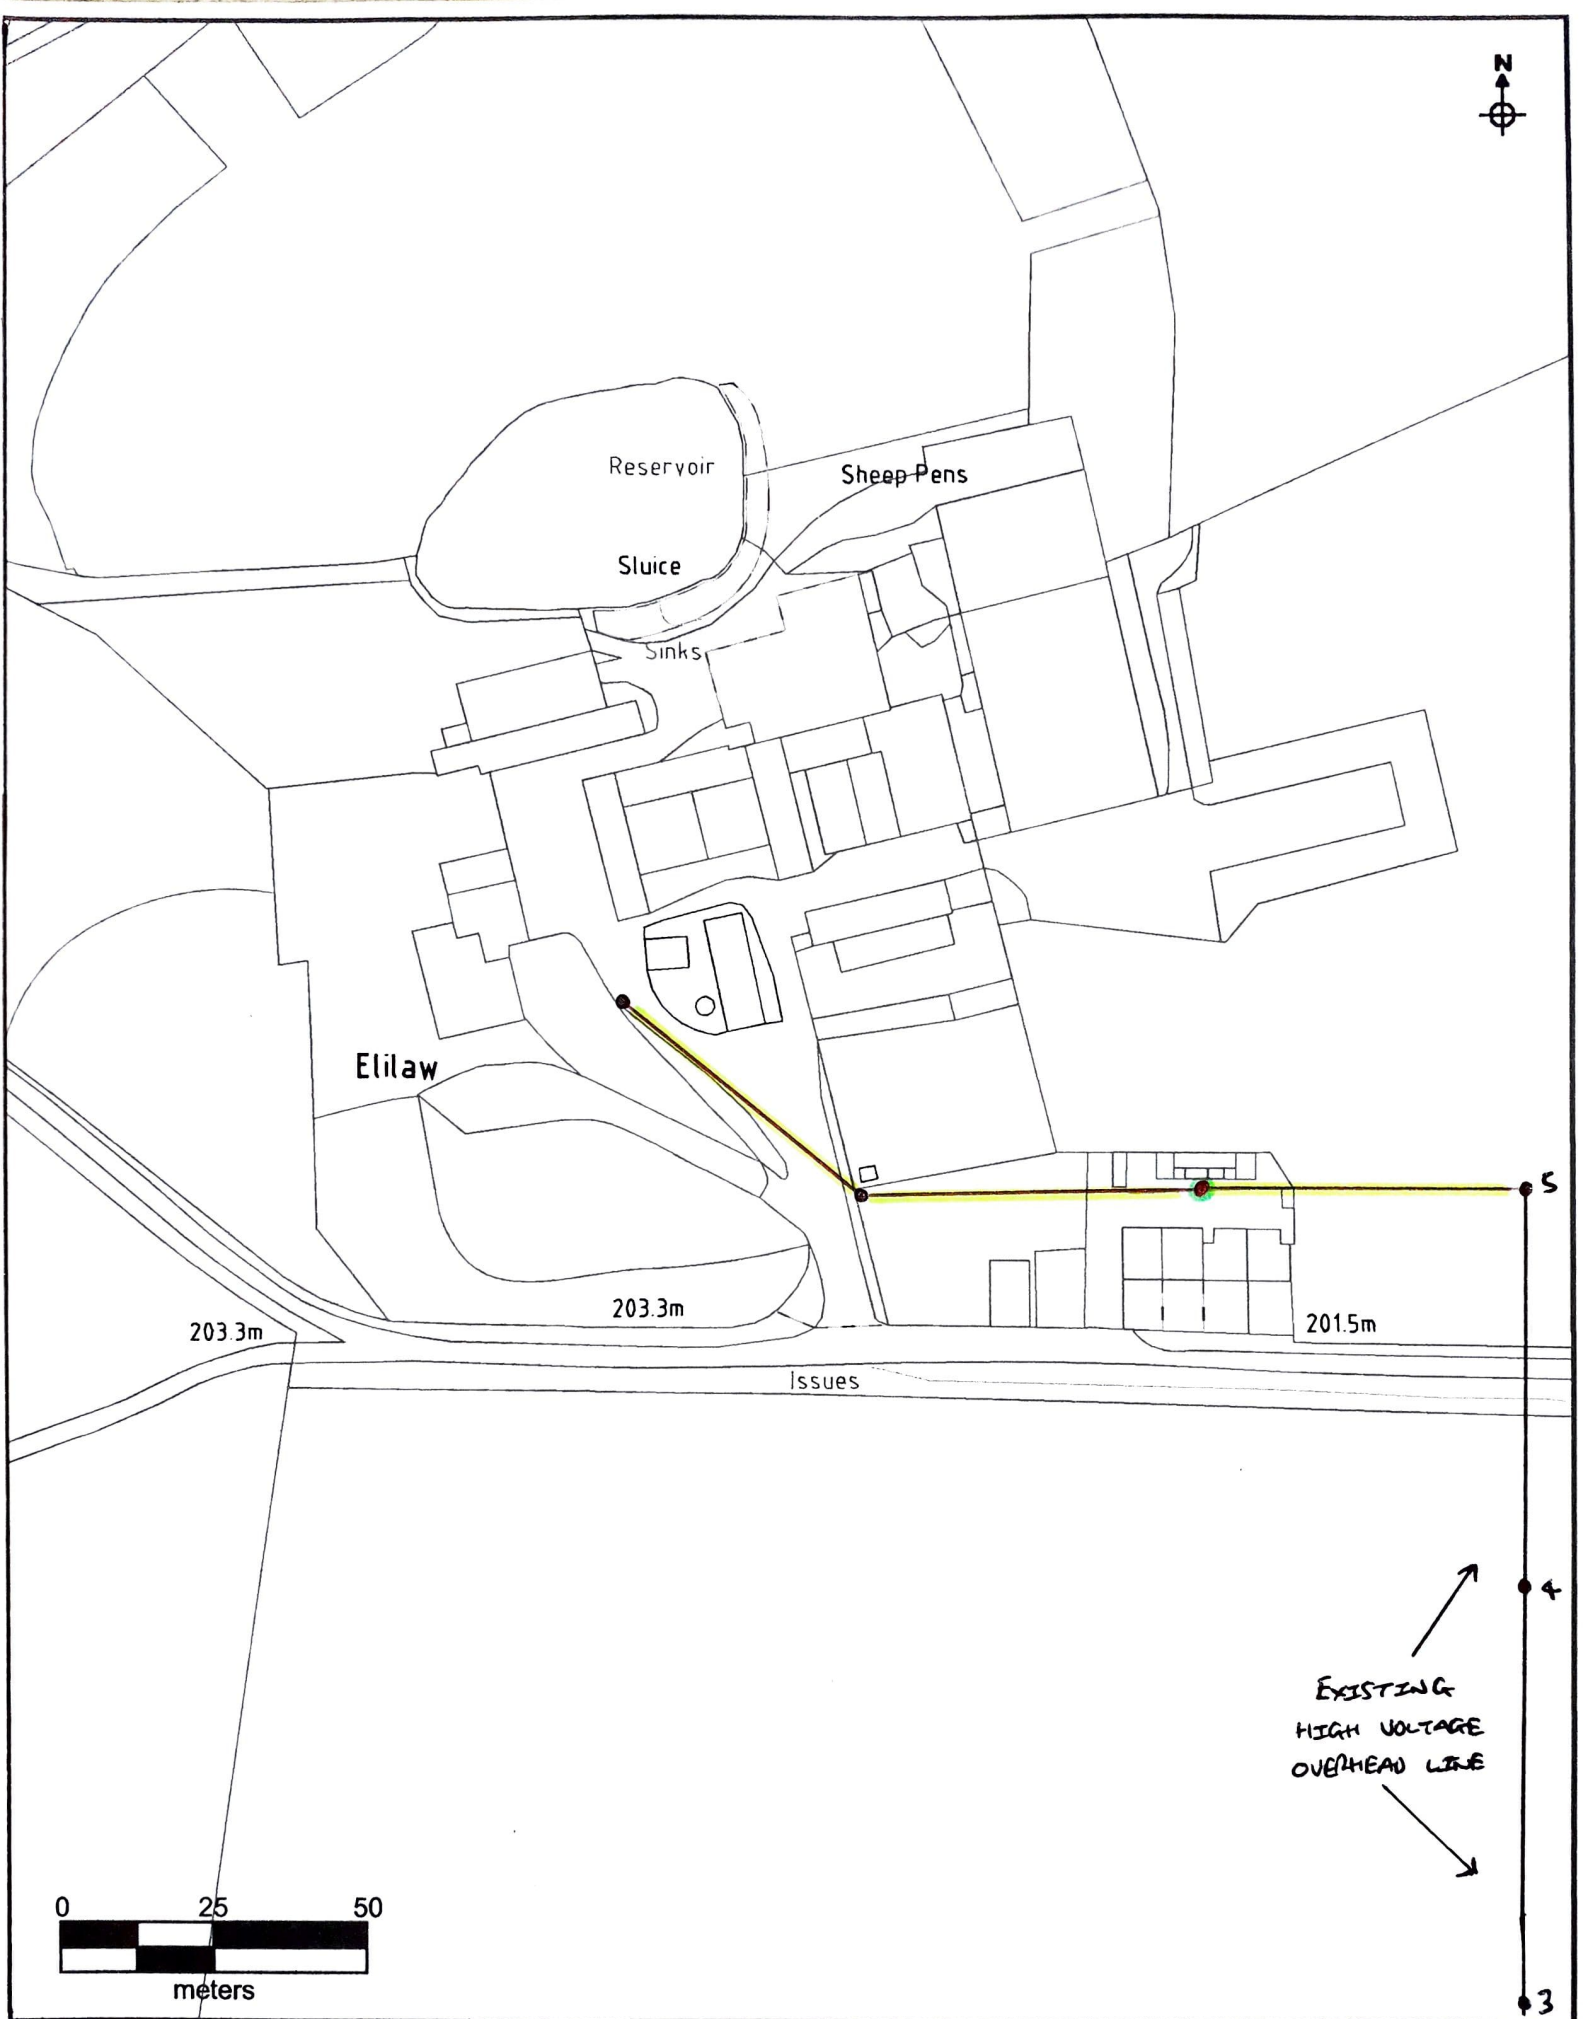 N
Reservoir
Sheep Pens
Sluice
Sinks
Elilaw
5
203.3m
203.3m
201.5m
Issues
4
EXISTING
HIGH VOLTAGE
OVERHEAD LINE
0 25 50
meters
3